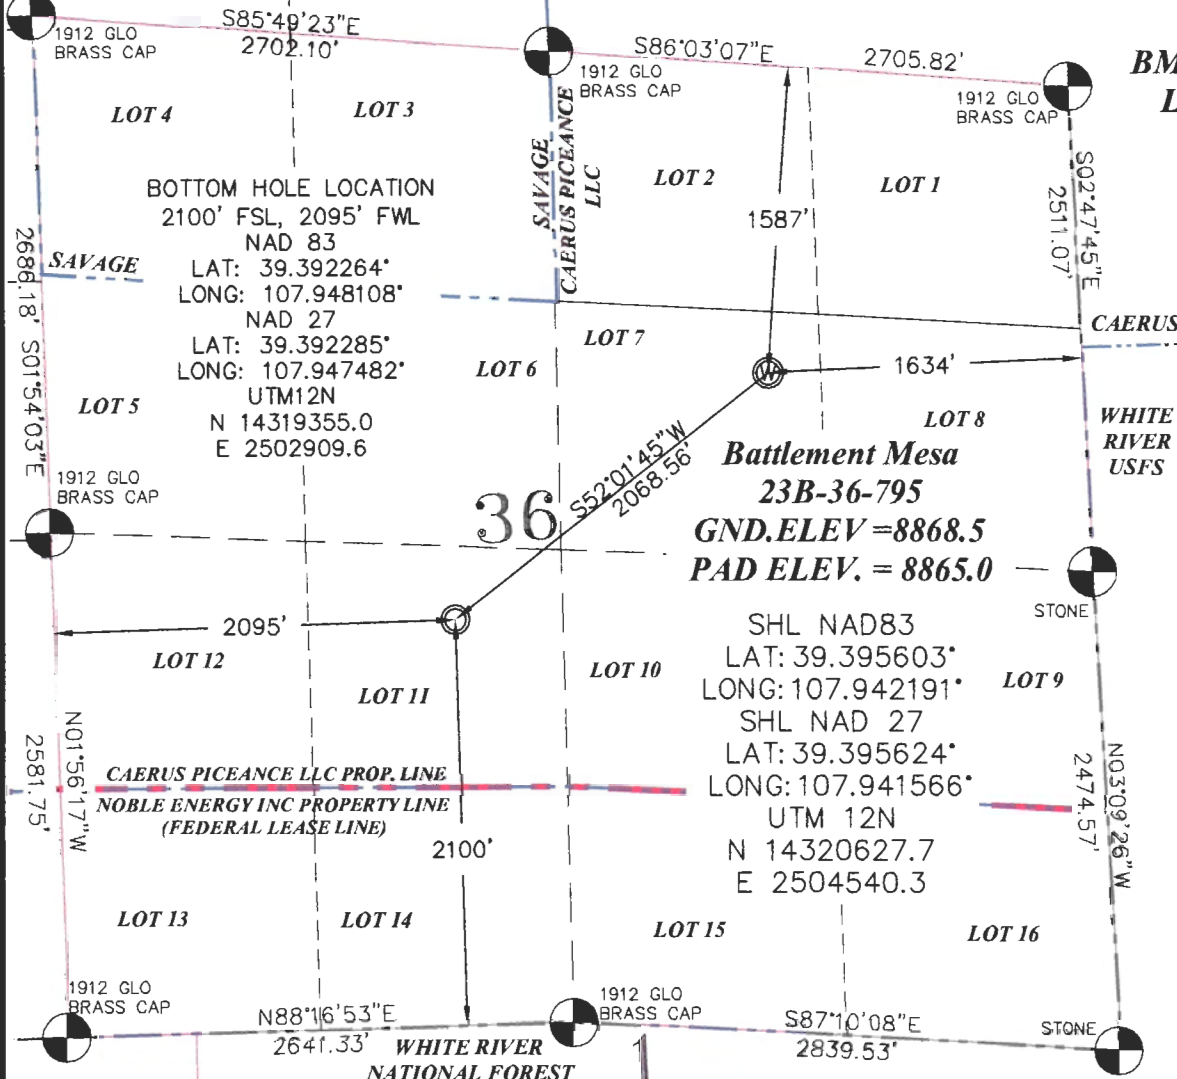 S85°49'23"E
2702.10'
1912 GLO
BRASS CAP
S86°03'07"E
2705.82'
1912 GLO
BRASS CAP
1912 GLO
BRASS CAP
BM
L
LOT 4
LOT 3
SAVAGE
CAERUS PICEANCE
LLC
LOT 2
LOT 1
S02°47'45"E
2511.07'
BOTTOM HOLE LOCATION
2100' FSL, 2095' FWL
NAD 83
LAT: 39.392264°
LONG: 107.948108°
NAD 27
LAT: 39.392285°
LONG: 107.947482°
UTM12N
N 14319355.0
E 2502909.6
1587'
SAVAGE
2686.18'
S01°54'03"E
LOT 7
CAERUS
1634'
LOT 6
LOT 5
LOT 8
WHITE
RIVER
USFS
W
S52°01'45"W
2068.56'
Battlement Mesa
23B-36-795
GND.ELEV =8868.5
PAD ELEV. = 8865.0
1912 GLO
BRASS CAP
36
STONE
2095'
SHL NAD83
LAT: 39.395603°
LONG: 107.942191°
SHL NAD 27
LAT: 39.395624°
LONG: 107.941566°
UTM 12N
N 14320627.7
E 2504540.3
LOT 12
LOT 11
LOT 10
LOT 9
N01°56'17"W
2581.75'
N03°09'26"W
2474.57'
CAERUS PICEANCE LLC PROP. LINE
NOBLE ENERGY INC PROPERTY LINE
(FEDERAL LEASE LINE)
2100'
LOT 13
LOT 14
LOT 15
LOT 16
1912 GLO
BRASS CAP
1912 GLO
BRASS CAP
N88°16'53"E
2641.33'
S87°10'08"E
2839.53'
STONE
WHITE RIVER
NATIONAL FOREST
1